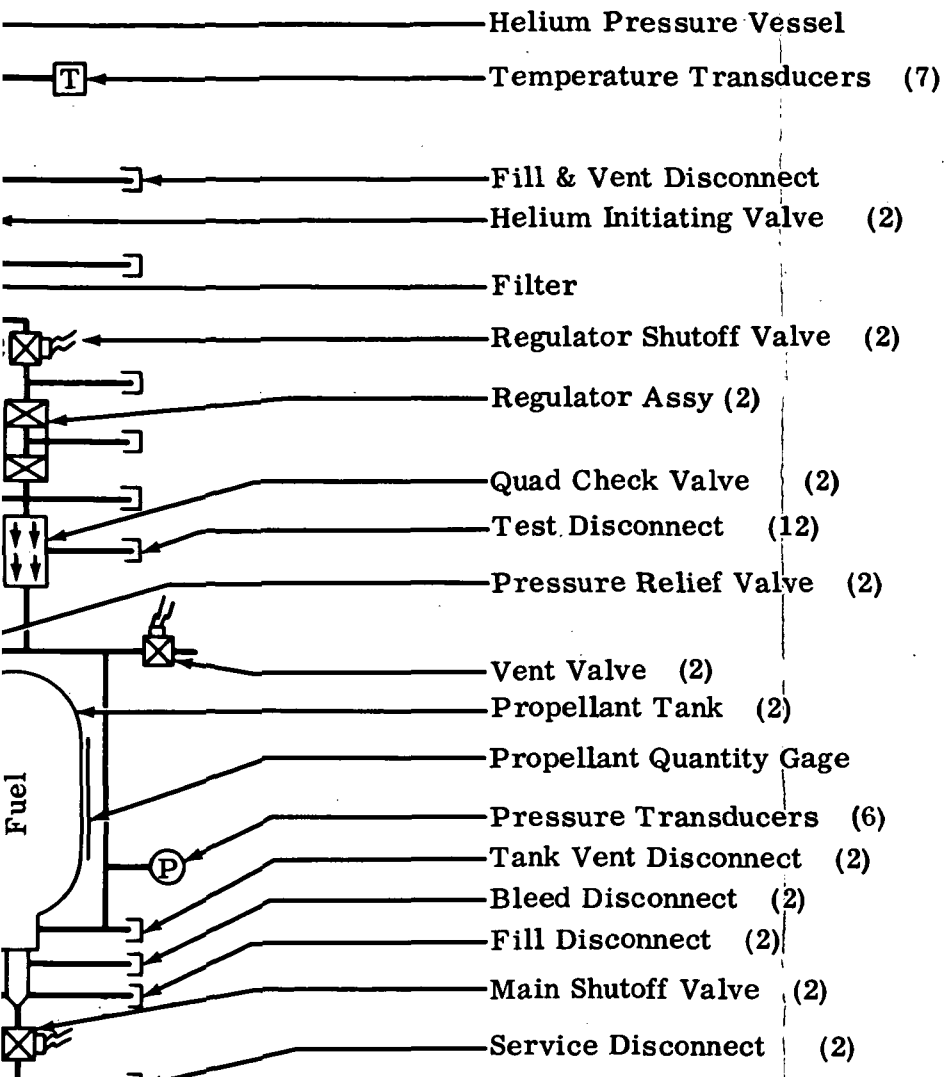 Helium Pressure Vessel
T Temperature Transducers (7)
Fill & Vent Disconnect
Helium Initiating Valve (2)
Filter
Regulator Shutoff Valve (2)
Regulator Assy (2)
Quad Check Valve (2)
Test Disconnect (12)
Pressure Relief Valve (2)
Vent Valve (2)
Propellant Tank (2)
Propellant Quantity Gage
Fuel
P Pressure Transducers (6)
Tank Vent Disconnect (2)
Bleed Disconnect (2)
Fill Disconnect (2)
Main Shutoff Valve (2)
Service Disconnect (2)